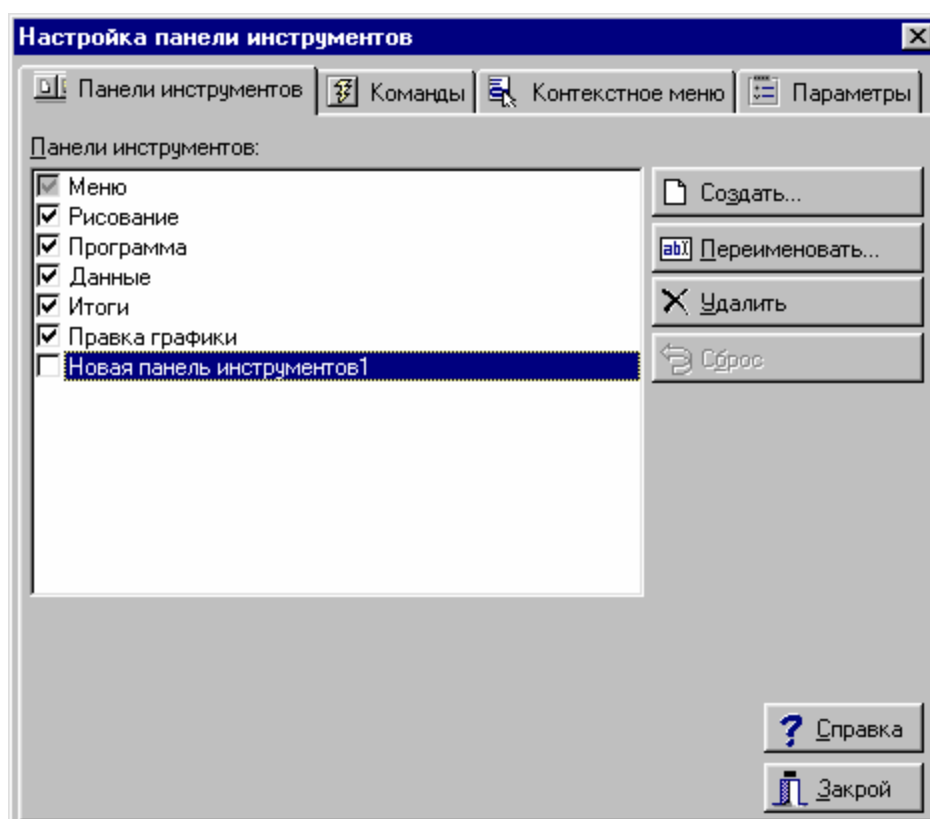 Настройка панели инструментов
Панели инструментов Команды Контекстное меню Параметры
Панели инструментов:
Меню
Рисование
Программа
Данные
Итоги
Правка графики
Новая панель инструментов1
Создать...
Переименовать...
Удалить
Сброс
Справка
Закрой